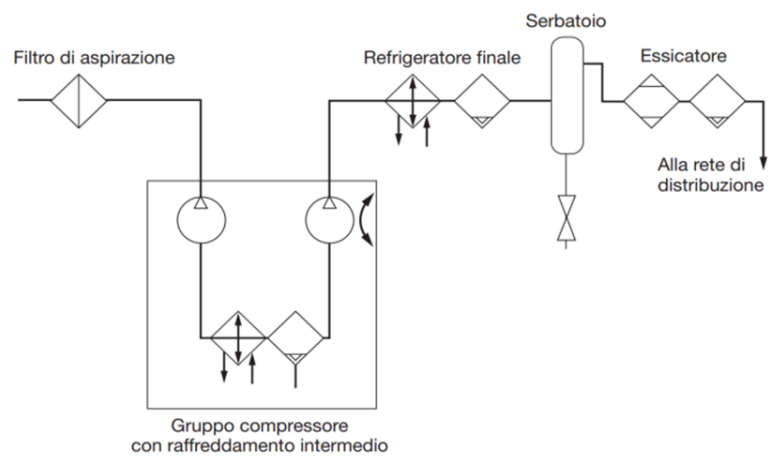 Serbatoio
Filtro di aspirazione
Refrigeratore finale
Essicatore
Alla rete di
distribuzione
Gruppo compressore
con raffreddamento intermedio